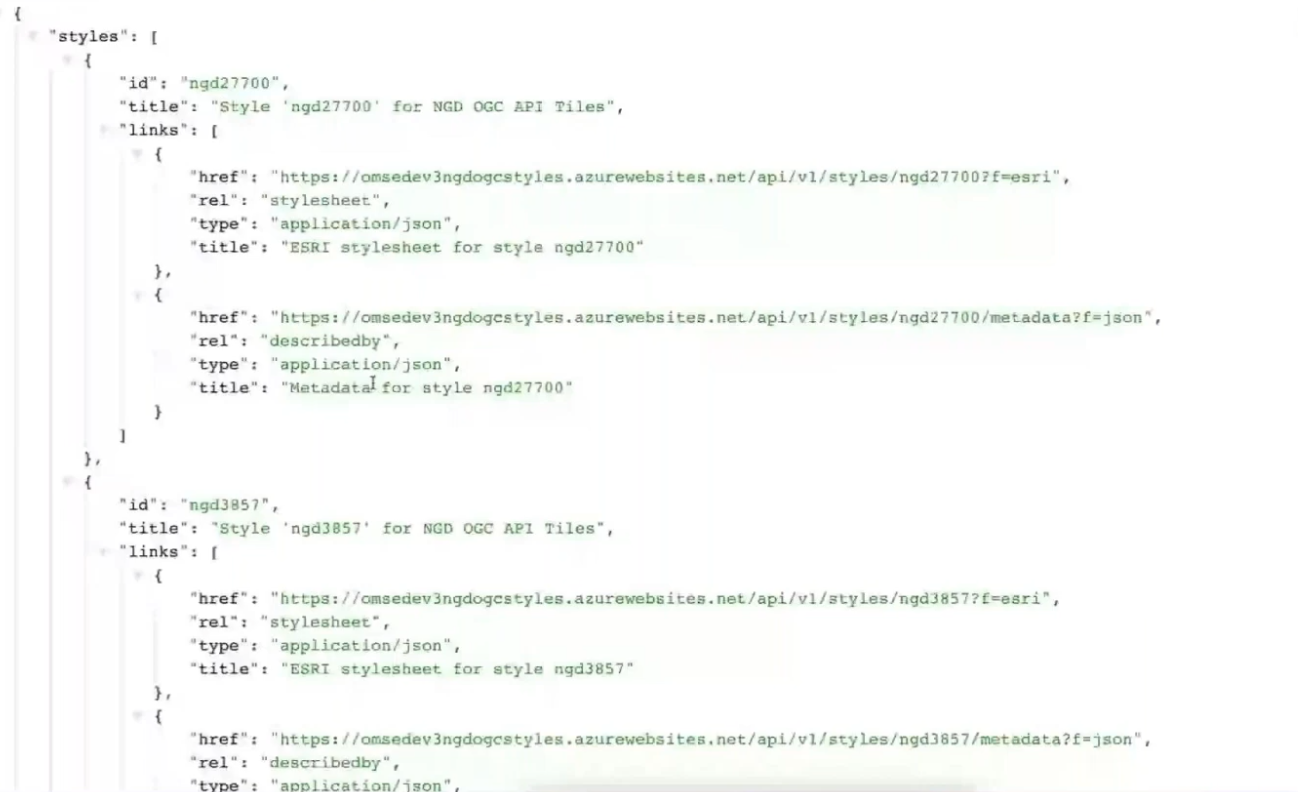 {
"styles": [
{
"id": "ngd27700",
"title": "Style 'ngd27700' for NGD OGC API Tiles",
"links": [
{
"href": "https://omsedev3ngdogcstyles.azurewebsites.net/api/v1/styles/ngd27700?f=esri",
"rel": "stylesheet",
"type": "application/json",
"title": "ESRI stylesheet for style ngd27700"
},
{
"href": "https://omsedev3ngdogcstyles.azurewebsites.net/api/v1/styles/ngd27700/metadata?f=json",
"rel": "describedby",
"type": "application/json",
"title": "Metadata for style ngd27700"
}
]
},
{
"id": "ngd3857",
"title": "Style 'ngd3857' for NGD OGC API Tiles",
"links": [
{
"href": "https://omsedev3ngdogcstyles.azurewebsites.net/api/v1/styles/ngd3857?f=esri",
"rel": "stylesheet",
"type": "application/json",
"title": "ESRI stylesheet for style ngd3857"
},
{
"href": "https://omsedev3ngdogcstyles.azurewebsites.net/api/v1/styles/ngd3857/metadata?f=json",
"rel": "describedby",
"type": "application/json",